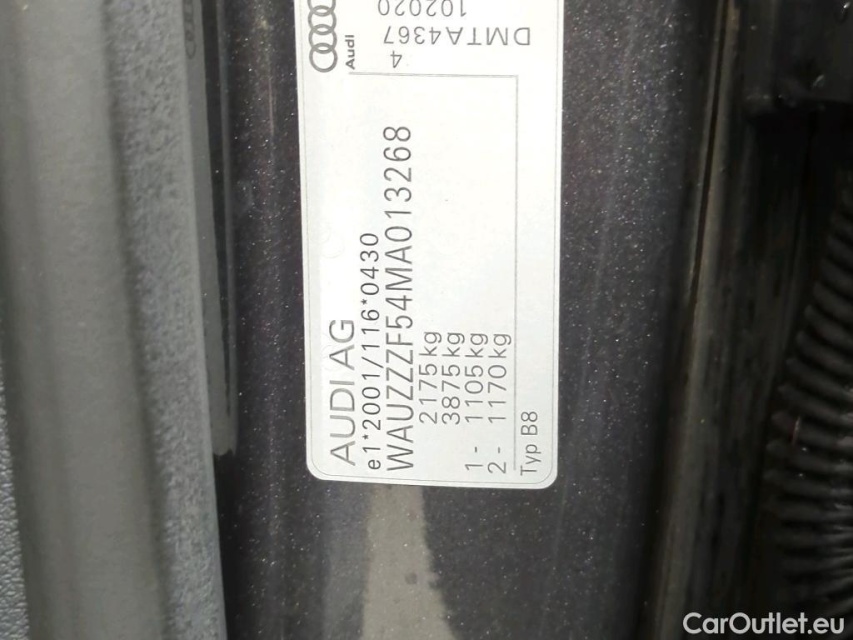 AUDI AG
e1*2001/116*0430
WAUZZZF54MA013268
2175 kg
3875 kg
1 - 1105 kg
2 - 1170 kg
Typ B8
Audi
4
DMTA4367
102020
CarOutlet.eu